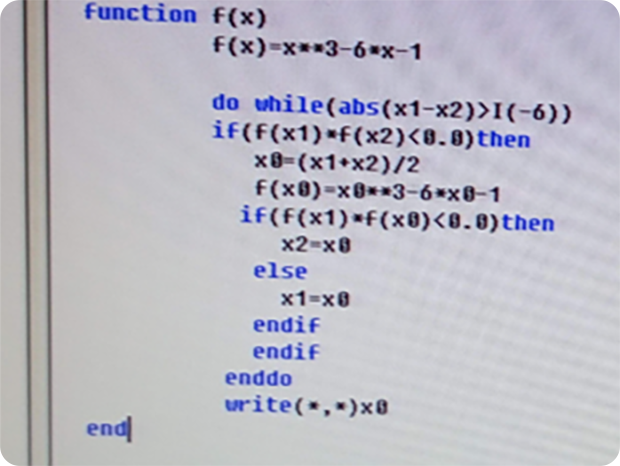 function f(x)
f(x)=x**3-6*x-1
do while(abs(x1-x2)>I(-6))
if(f(x1)*f(x2)<0.0)then
x0=(x1+x2)/2
f(x0)=x0**3-6*x0-1
if(f(x1)*f(x0)<0.0)then
x2=x0
else
x1=x0
endif
endif
enddo
write(*,*)x0
end